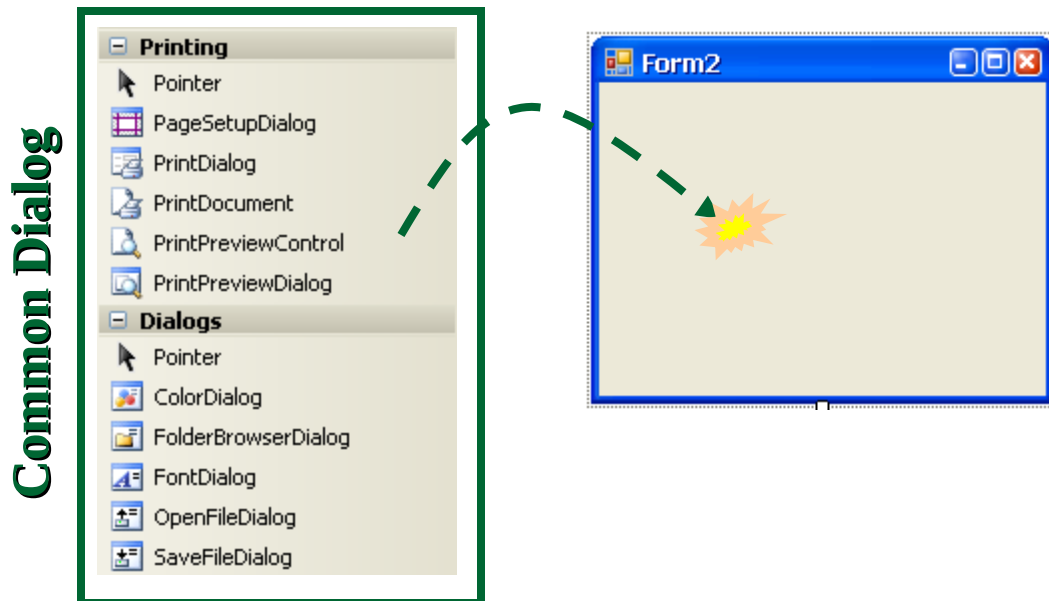 Common Dialog
Printing
Pointer
PageSetupDialog
PrintDialog
PrintDocument
PrintPreviewControl
PrintPreviewDialog
Dialogs
Pointer
ColorDialog
FolderBrowserDialog
FontDialog
OpenFileDialog
SaveFileDialog
Form2